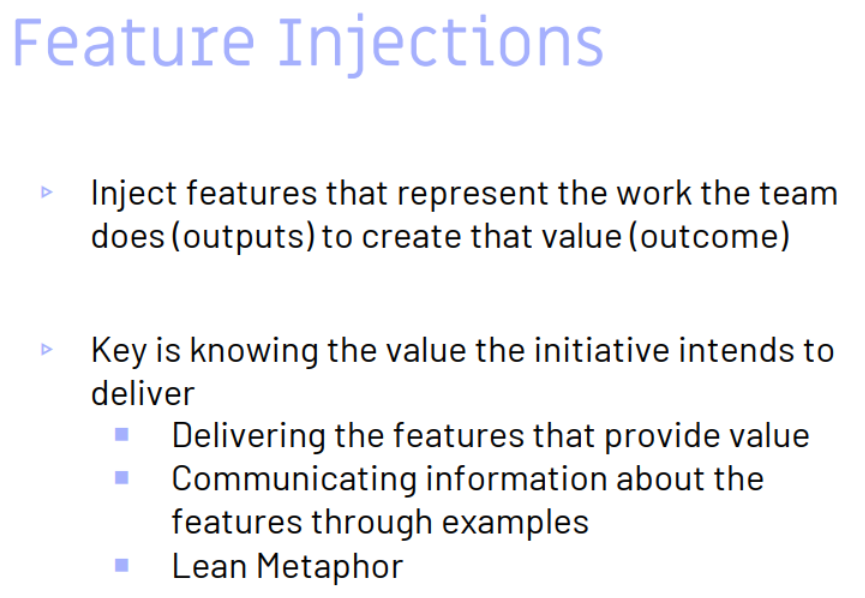 Feature Injections
Inject features that represent the work the team
does (outputs) to create that value (outcome)
Key is knowing the value the initiative intends to
deliver
Delivering the features that provide value
Communicating information about the
features through examples
Lean Metaphor